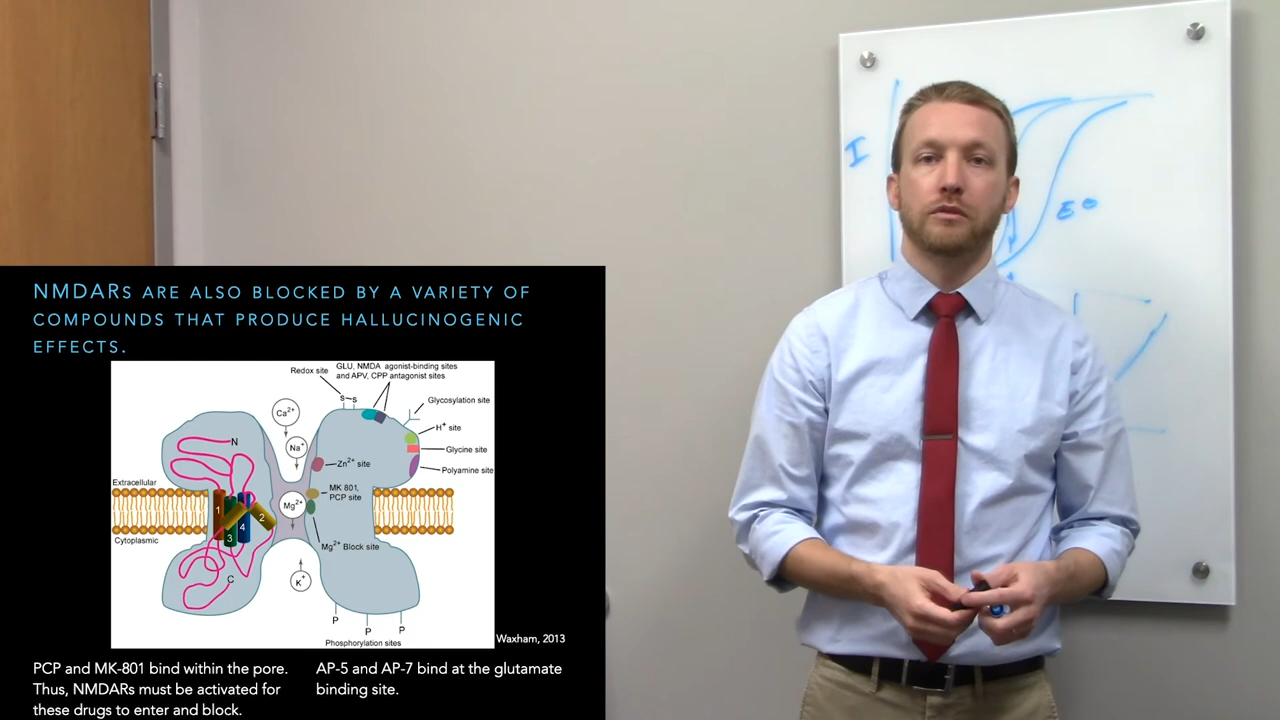 NMDARs ARE ALSO BLOCKED BY A VARIETY OF
COMPOUNDS THAT PRODUCE HALLUCINOGENIC
EFFECTS.
Redox site
GLU, NMDA agonist-binding sites
and APV, CPP antagonist sites
S–S
Glycosylation site
Ca2+
H+ site
N
Na+
Glycine site
Zn2+ site
Polyamine site
Extracellular
MK 801,
PCP site
Mg2+
1
2
4
3
Cytoplasmic
Mg2+ Block site
C
K+
P
P
P
Phosphorylation sites
Waxham, 2013
PCP and MK-801 bind within the pore.
Thus, NMDARs must be activated for
these drugs to enter and block.
AP-5 and AP-7 bind at the glutamate
binding site.
I